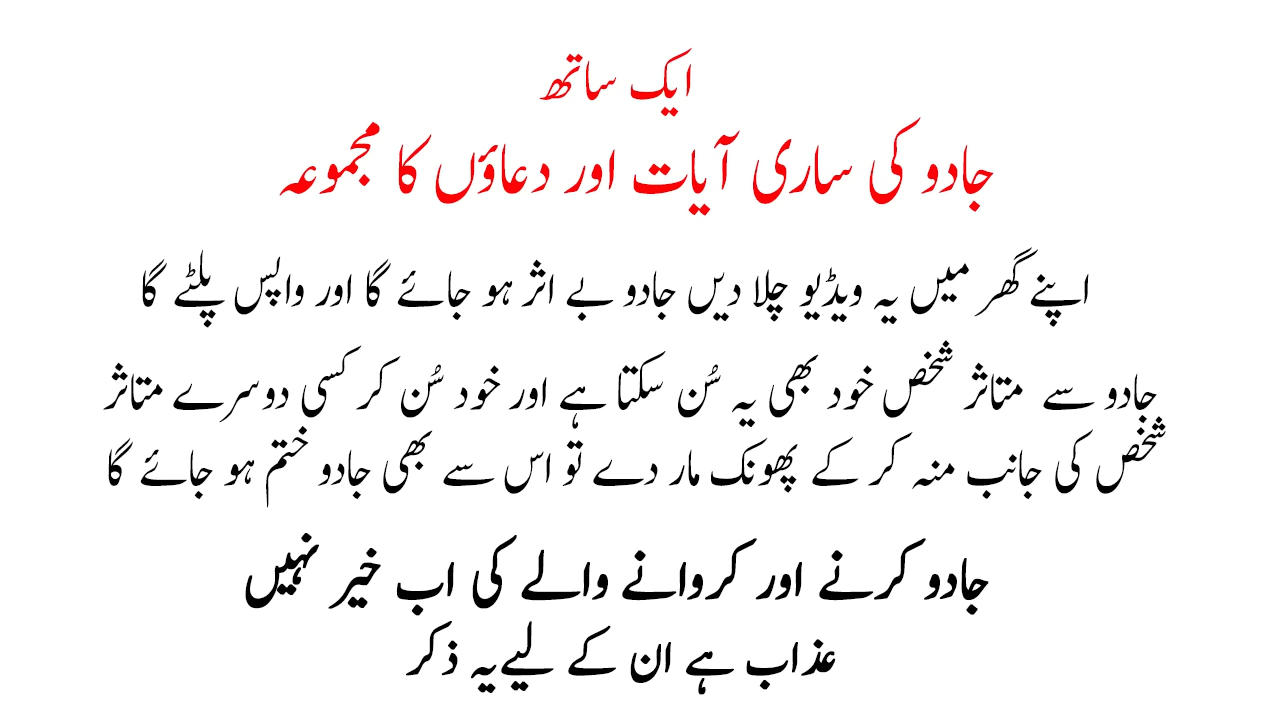 ایک ساتھ
جادو کی ساری آیات اور دعاؤں کا مجموعہ
اپنے گھر میں یہ ویڈیو چلا دیں جادو بے اثر ہو جائے گا اور واپس پلٹے گا
جادو سے متاثر شخص خود بھی یہ سُن سکتا ہے اور خود سُن کر کسی دوسرے متاثر
شخص کی جانب منہ کر کے پھونک مار دے تو اس سے بھی جادو ختم ہو جائے گا
جادو کرنے اور کروانے والے کی اب خیر نہیں
عذاب ہے ان کے لیے یہ ذکر